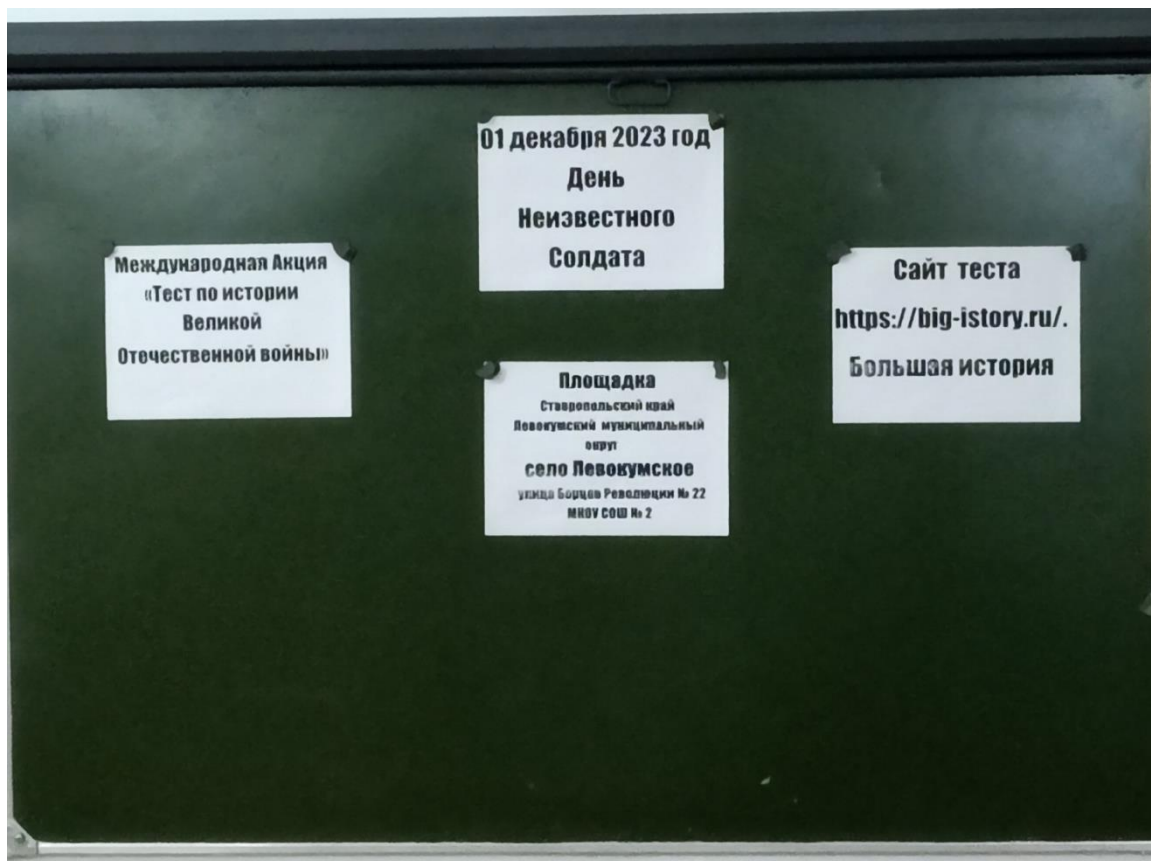 01 декабря 2023 год
День
Неизвестного
Солдата
Международная Акция
«Тест по истории
Великой
Отечественной войны»
Сайт теста
https://big-istory.ru/.
Большая история
Площадка
Ставропольский край
Левокумский муниципальный
округ
село Левокумское
улица Борцов Революции № 22
МКОУ СОШ № 2